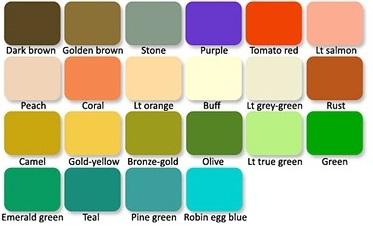 Dark brown Golden brown Stone Purple Tomato red Lt salmon
Peach Coral Lt orange Buff Lt grey-green Rust
Camel Gold-yellow Bronze-gold Olive Lt true green Green
Emerald green Teal Pine green Robin egg blue